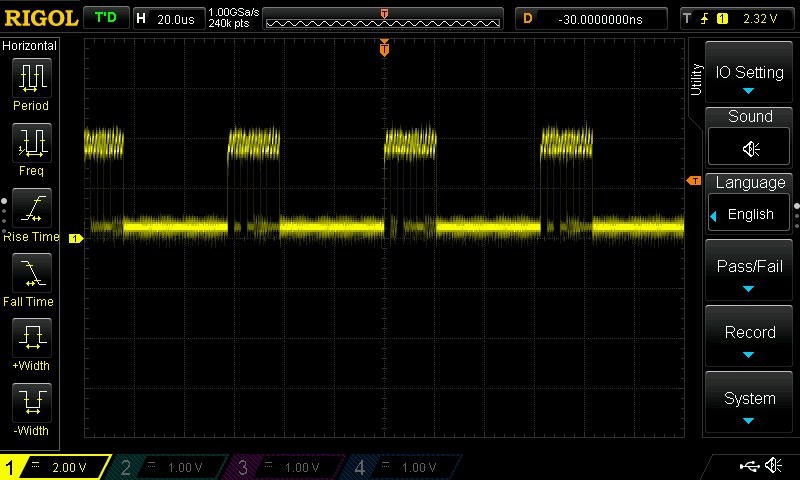 RIGOL T'D H 20.0us 1.00GSa/s 240k pts T D -30.0000000ns T 1 2.32 V
Horizontal
Period
Freq
Rise Time
Fall Time
+Width
-Width
T
T
1
Utility
IO Setting
Sound
Language
English
Pass/Fail
Record
System
1 2.00 V 2 1.00 V 3 1.00 V 4 1.00 V